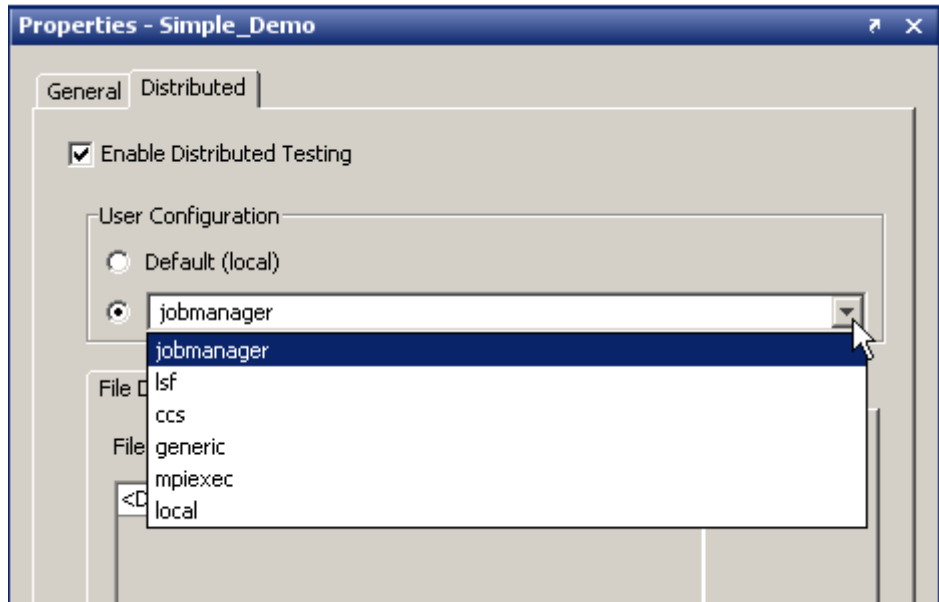 Properties - Simple_Demo
General Distributed
Enable Distributed Testing
User Configuration
Default (local)
jobmanager
jobmanager
lsf
File
ccs
File generic
mpiexec
<D
local